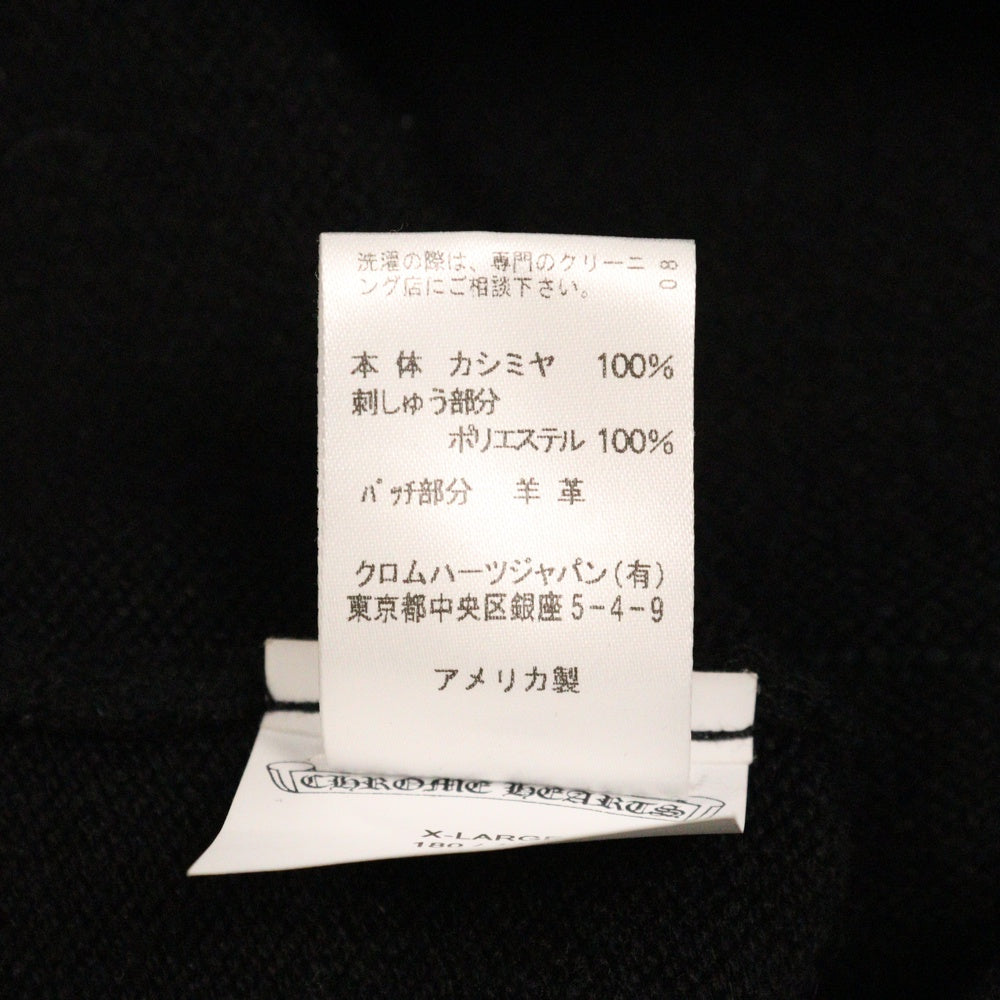 洗濯の際は、専門のクリーニ
ング店にご相談下さい。
08
本体 カシミヤ 100%
刺しゅう部分
ポリエステル 100%
パッチ部分 羊革
クロムハーツジャパン(有)
東京都中央区銀座5-4-9
アメリカ製
CHROME HEARTS
X-LARGE
180